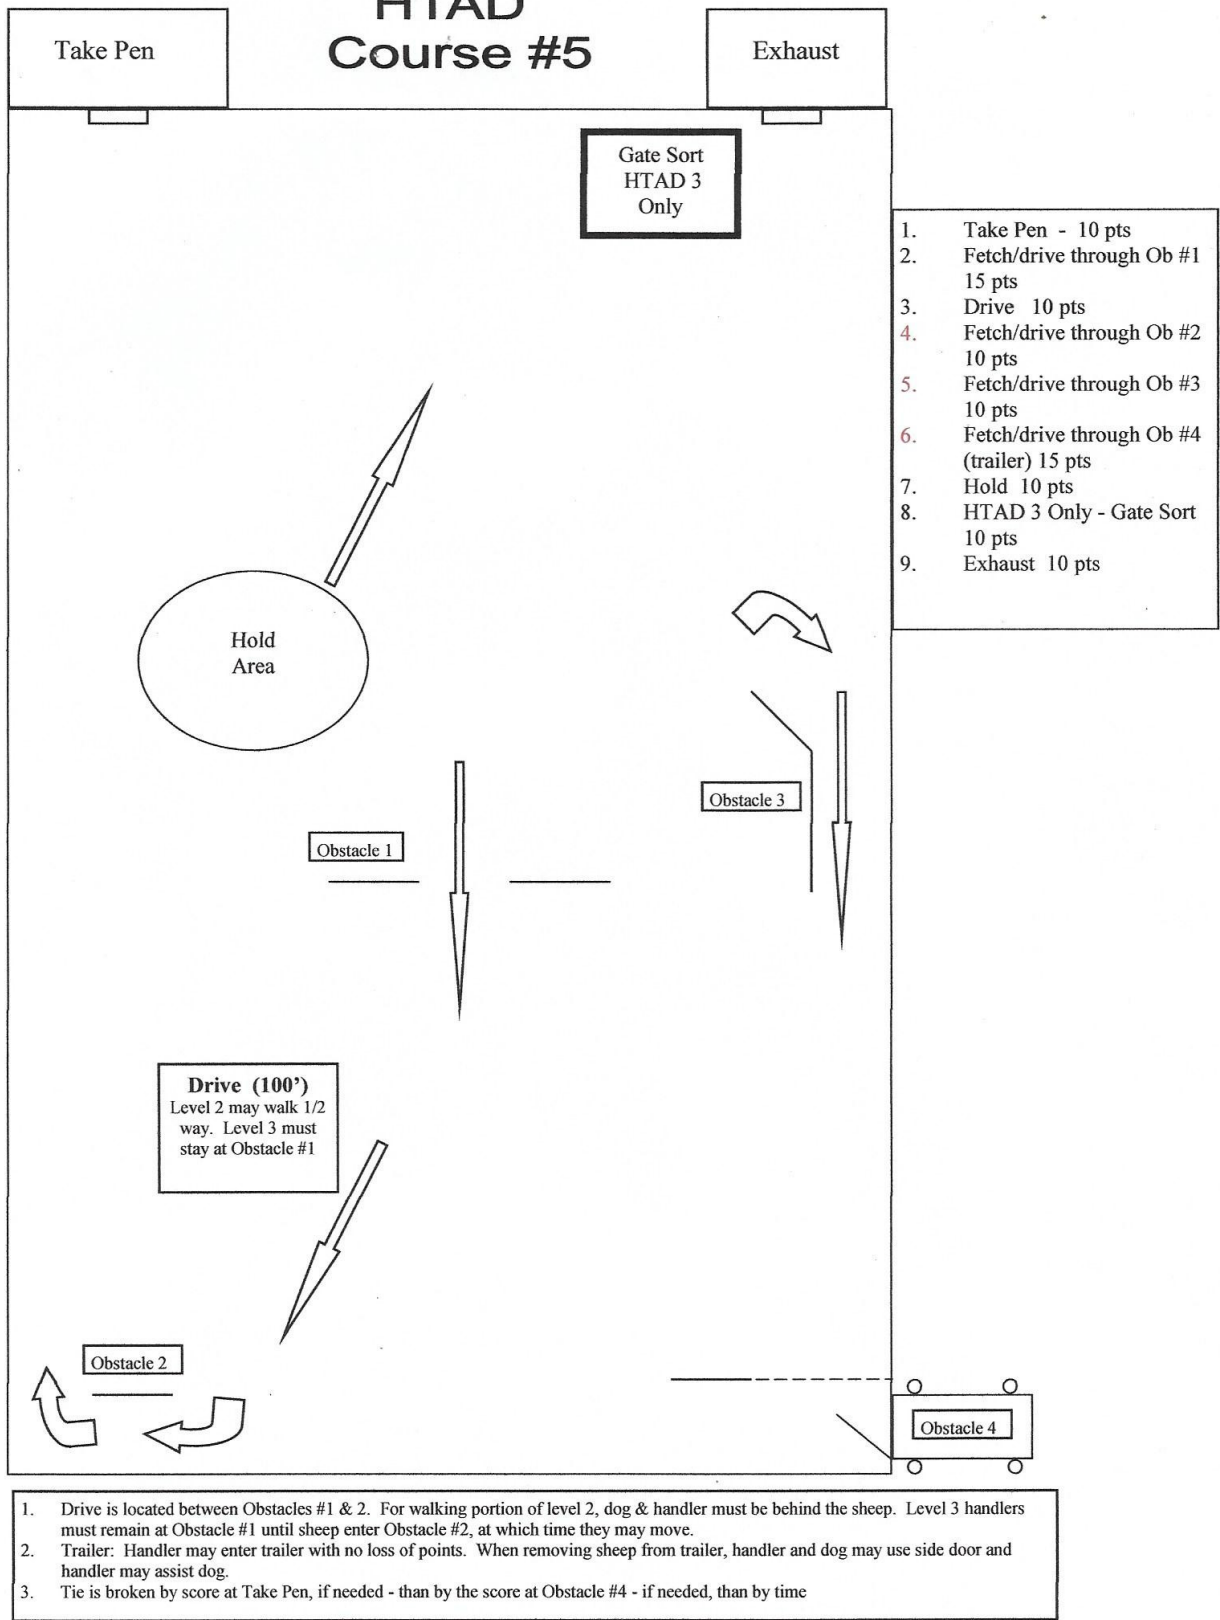 HTAD
Course #5
Take Pen
Exhaust
Gate Sort
HTAD 3
Only
1. Take Pen - 10 pts
2. Fetch/drive through Ob #1
15 pts
3. Drive 10 pts
4. Fetch/drive through Ob #2
10 pts
5. Fetch/drive through Ob #3
10 pts
6. Fetch/drive through Ob #4
(trailer) 15 pts
7. Hold 10 pts
8. HTAD 3 Only - Gate Sort
10 pts
9. Exhaust 10 pts
Hold
Area
Obstacle 3
Obstacle 1
Drive (100’)
Level 2 may walk 1/2
way. Level 3 must
stay at Obstacle #1
Obstacle 2
Obstacle 4
1. Drive is located between Obstacles #1 & 2. For walking portion of level 2, dog & handler must be behind the sheep. Level 3 handlers
must remain at Obstacle #1 until sheep enter Obstacle #2, at which time they may move.
2. Trailer: Handler may enter trailer with no loss of points. When removing sheep from trailer, handler and dog may use side door and
handler may assist dog.
3. Tie is broken by score at Take Pen, if needed - than by the score at Obstacle #4 - if needed, than by time